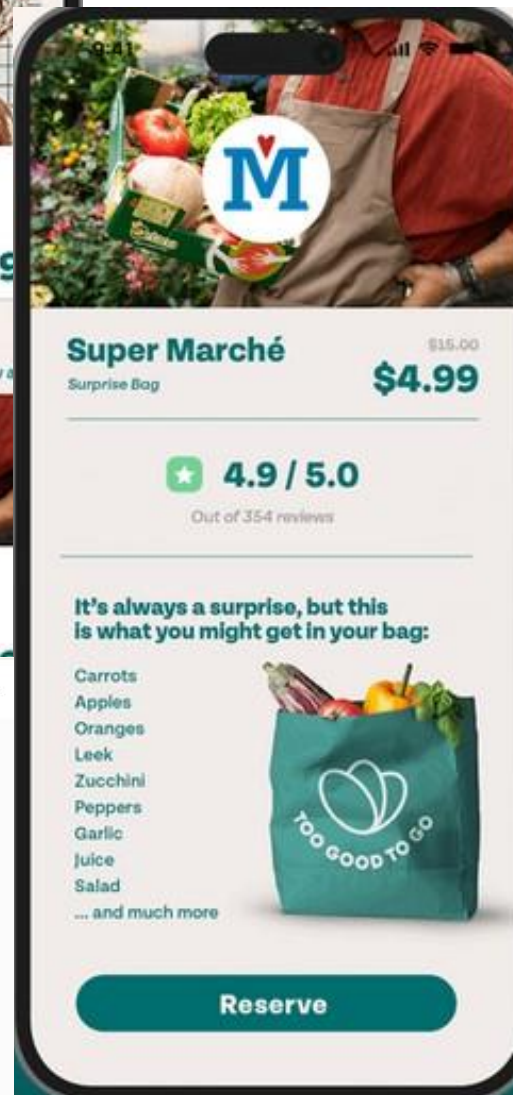 9:41
M
Super Marché
$15.00
Surprise Bag
$4.99
4.9 / 5.0
Out of 354 reviews
It's always a surprise, but this
is what you might get in your bag:
Carrots
Apples
Oranges
Leek
Zucchini
Peppers
Garlic
Juice
Salad
... and much more
TOO GOOD TO GO
Reserve